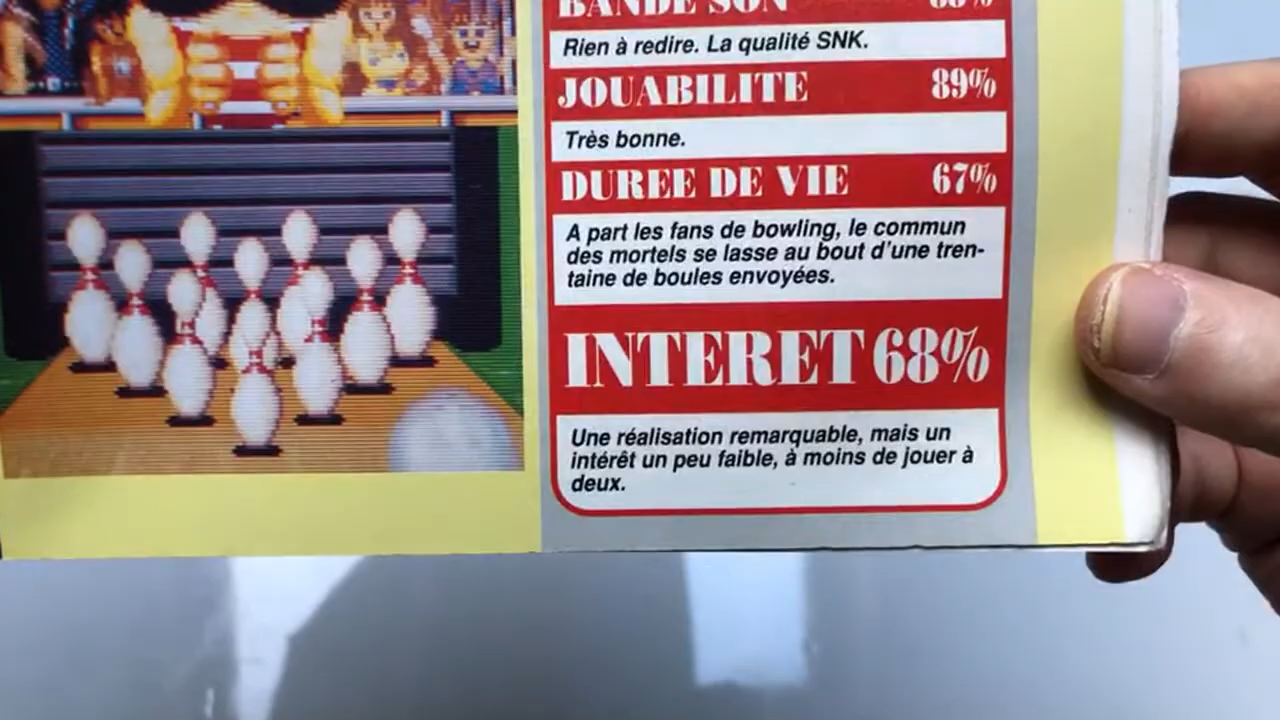 BANDE SON
Rien à redire. La qualité SNK.
JOUABILITE 89%
Très bonne.
DUREE DE VIE 67%
A part les fans de bowling, le commun
des mortels se lasse au bout d'une tren-
taine de boules envoyées.
INTERET 68%
Une réalisation remarquable, mais un
intérêt un peu faible, à moins de jouer à
deux.